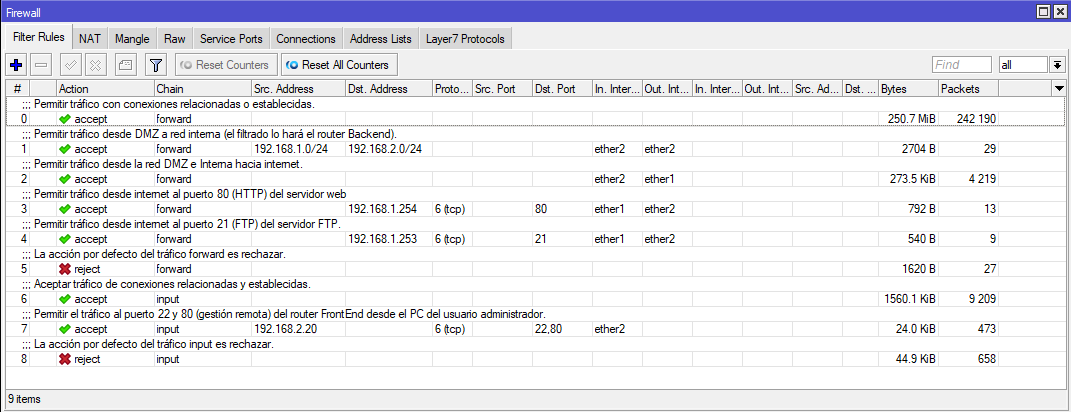 Firewall
Filter Rules NAT Mangle Raw Service Ports Connections Address Lists Layer7 Protocols
Reset Counters Reset All Counters Find all
# Action Chain Src. Address Dst. Address Proto... Src. Port Dst. Port In. Inter... Out. Int... In. Inter... Out. Int... Src. Ad... Dst. ... Bytes Packets
;;; Permitir tráfico con conexiones relacionadas o establecidas.
0 accept forward 250.7 MiB 242 190
;;; Permitir tráfico desde DMZ a red interna (el filtrado lo hará el router Backend).
1 accept forward 192.168.1.0/24 192.168.2.0/24 ether2 ether2 2704 B 29
;;; Permitir tráfico desde la red DMZ e Interna hacia internet.
2 accept forward ether2 ether1 273.5 KiB 4 219
;;; Permitir tráfico desde internet al puerto 80 (HTTP) del servidor web
3 accept forward 192.168.1.254 6 (tcp) 80 ether1 ether2 792 B 13
;;; Permitir tráfico desde internet al puerto 21 (FTP) del servidor FTP.
4 accept forward 192.168.1.253 6 (tcp) 21 ether1 ether2 540 B 9
;;; La acción por defecto del tráfico forward es rechazar.
5 reject forward 1620 B 27
;;; Aceptar tráfico de conexiones relacionadas y establecidas.
6 accept input 1560.1 KiB 9 209
;;; Permitir el tráfico al puerto 22 y 80 (gestión remota) del router FrontEnd desde el PC del usuario administrador.
7 accept input 192.168.2.20 6 (tcp) 22,80 ether2 24.0 KiB 473
;;; La acción por defecto del tráfico input es rechazar.
8 reject input 44.9 KiB 658
9 items